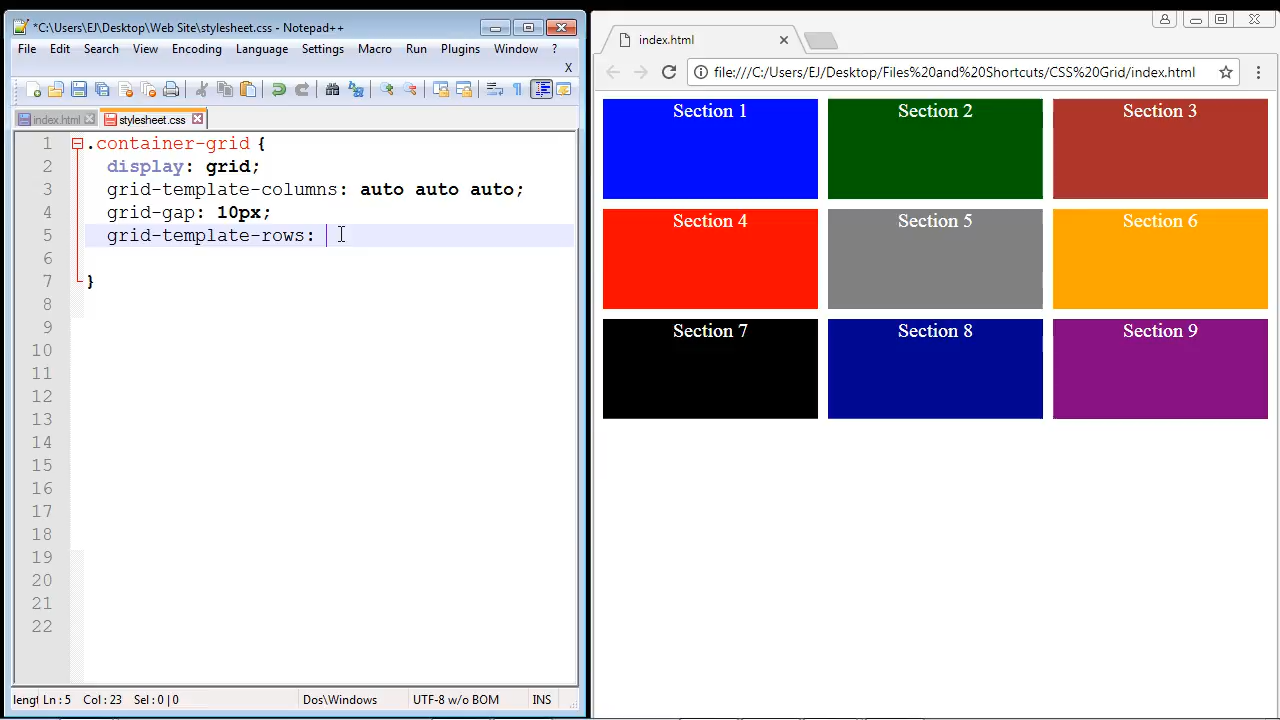 *C:\Users\EJ\Desktop\Web Site\stylesheet.css - Notepad++
File Edit Search View Encoding Language Settings Macro Run Plugins Window ?
X
index.html stylesheet.css
1 .container-grid {
2 display: grid;
3 grid-template-columns: auto auto auto;
4 grid-gap: 10px;
5 grid-template-rows:
6
7 }
8
9
10
11
12
13
14
15
16
17
18
19
20
21
22
lengt Ln : 5 Col : 23 Sel : 0 | 0 Dos\Windows UTF-8 w/o BOM INS
index.html
file:///C:/Users/EJ/Desktop/Files%20and%20Shortcuts/CSS%20Grid/index.html
Section 1 Section 2 Section 3
Section 4 Section 5 Section 6
Section 7 Section 8 Section 9